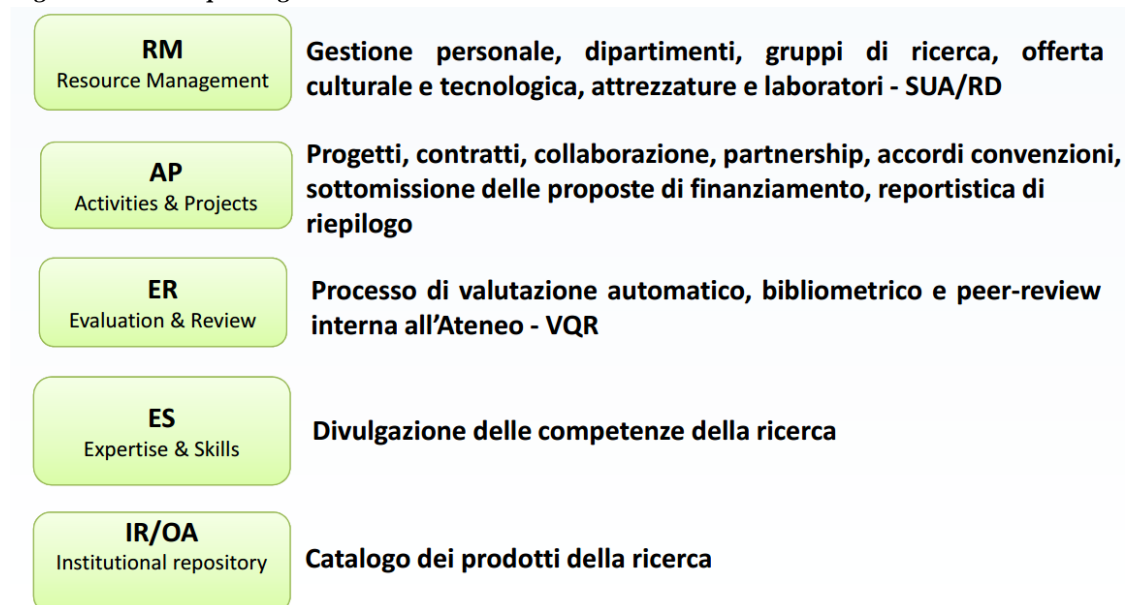 RM
Resource Management
Gestione personale, dipartimenti, gruppi di ricerca, offerta
culturale e tecnologica, attrezzature e laboratori - SUA/RD
AP
Activities & Projects
Progetti, contratti, collaborazione, partnership, accordi convenzioni,
sottomissione delle proposte di finanziamento, reportistica di
riepilogo
ER
Evaluation & Review
Processo di valutazione automatico, bibliometrico e peer-review
interna all'Ateneo - VQR
ES
Expertise & Skills
Divulgazione delle competenze della ricerca
IR/OA
Institutional repository
Catalogo dei prodotti della ricerca